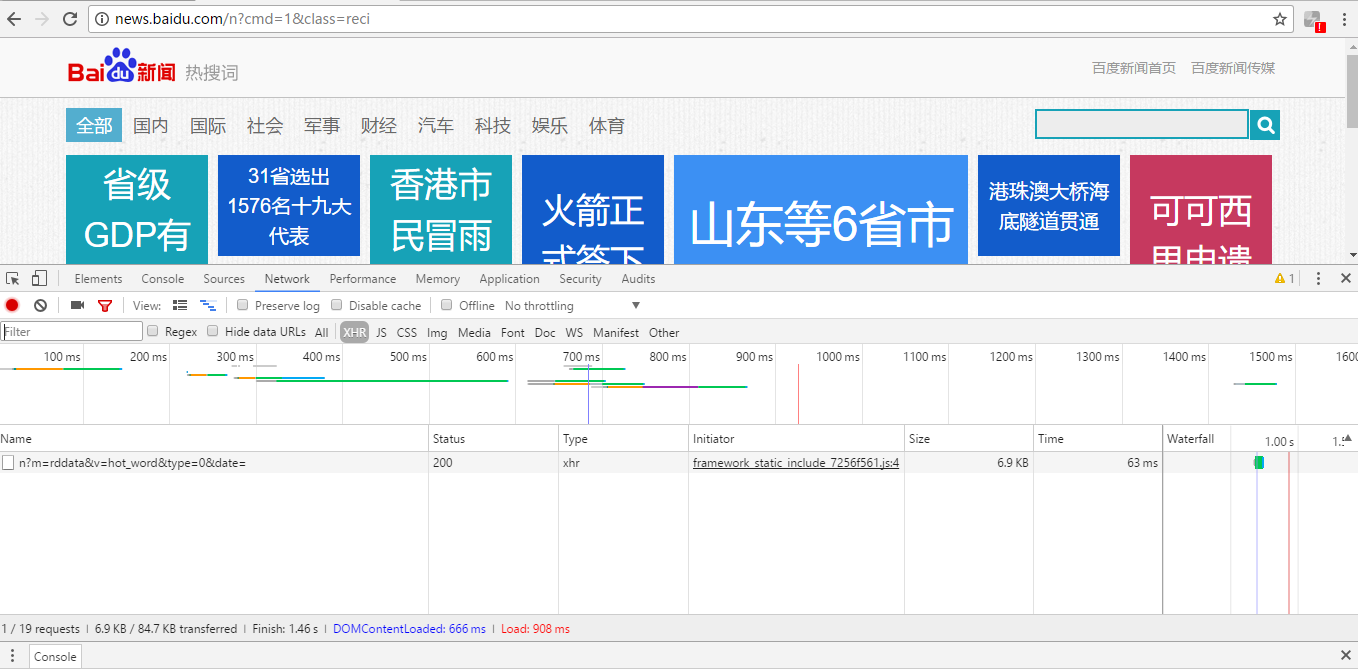 news.baidu.com/n?cmd=1&class=reci
Bai du 新闻 热搜词
百度新闻首页 百度新闻传媒
全部 国内 国际 社会 军事 财经 汽车 科技 娱乐 体育
省级
GDP有
31省选出
1576名十九大
代表
香港市
民冒雨
火箭正
式签下
山东等6省市
港珠澳大桥海
底隧道贯通
可可西
里申遗
Elements Console Sources Network Performance Memory Application Security Audits 1
View: Preserve log Disable cache Offline No throttling
Filter Regex Hide data URLs All XHR JS CSS Img Media Font Doc WS Manifest Other
100 ms 200 ms 300 ms 400 ms 500 ms 600 ms 700 ms 800 ms 900 ms 1000 ms 1100 ms 1200 ms 1300 ms 1400 ms 1500 ms 1600
Name Status Type Initiator Size Time Waterfall 1.00 s 1.5
n?m=rddata&v=hot_word&type=0&date= 200 xhr framework_static_include_7256f561.js:4 6.9 KB 63 ms
1 / 19 requests | 6.9 KB / 84.7 KB transferred | Finish: 1.46 s | DOMContentLoaded: 666 ms | Load: 908 ms
Console